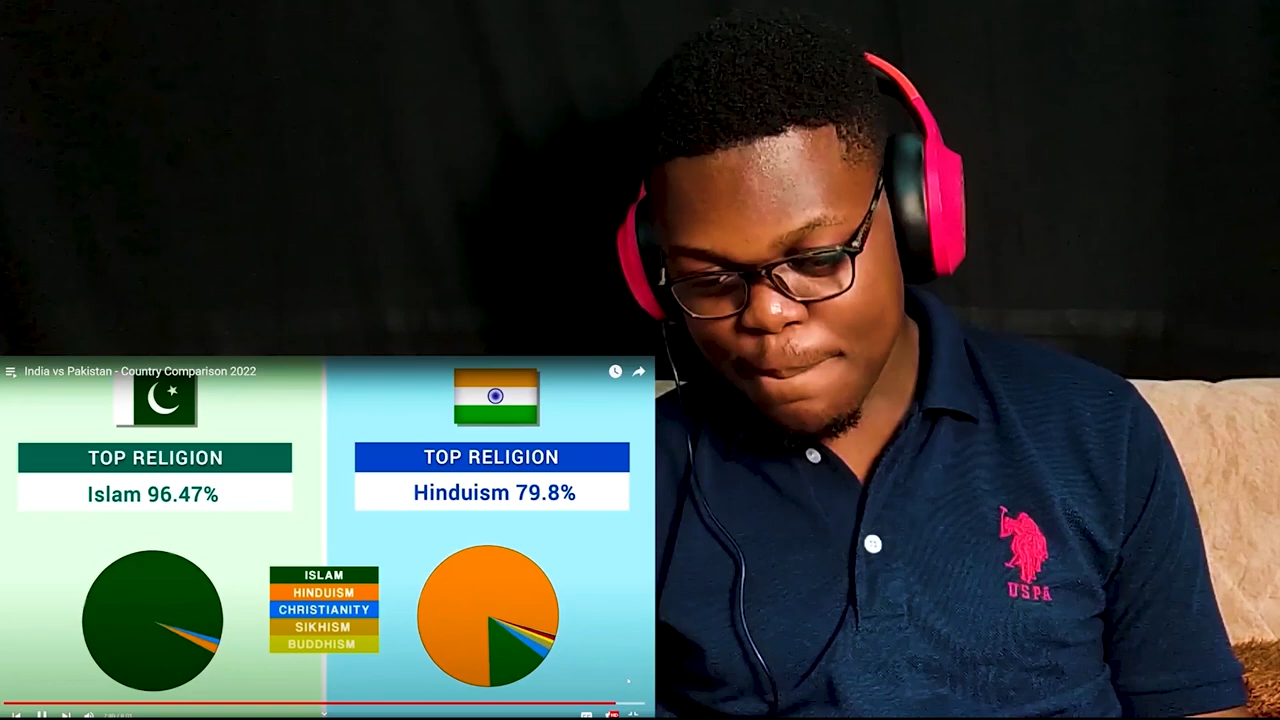 India vs Pakistan - Country Comparison 2022
TOP RELIGION
Islam 96.47%
TOP RELIGION
Hinduism 79.8%
ISLAM
HINDUISM
CHRISTIANITY
SIKHISM
BUDDHISM
USPA